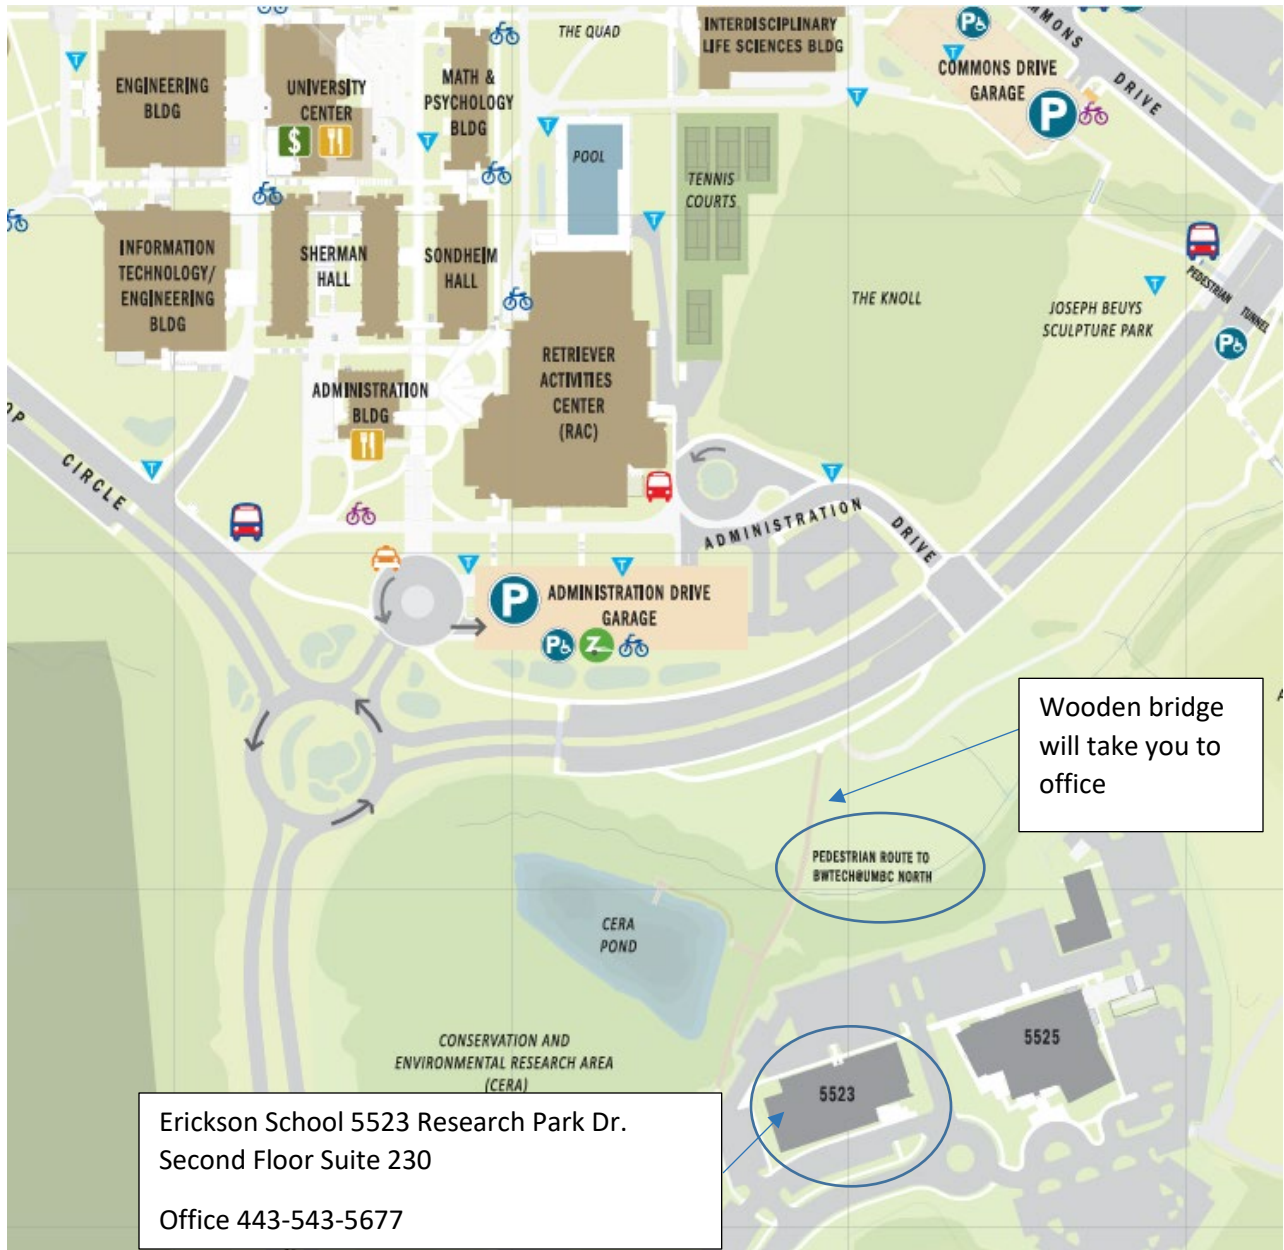 THE QUAD
INTERDISCIPLINARY
LIFE SCIENCES BLDG
P
COMMONS DRIVE
GARAGE
P
MMONS
DRIVE
ENGINEERING
BLDG
UNIVERSITY
CENTER
$
MATH &
PSYCHOLOGY
BLDG
T
T
T
T
T
POOL
TENNIS
COURTS
INFORMATION
TECHNOLOGY/
ENGINEERING
BLDG
SHERMAN
HALL
SONDHEIM
HALL
T
THE KNOLL
JOSEPH BEUYS
SCULPTURE PARK
T
PEDESTRIAN TUNNEL
P
RETRIEVER
ACTIVITIES
CENTER
(RAC)
ADMINISTRATION
BLDG
OP
CIRCLE
T
T
ADMINISTRATION
DRIVE
T
T
P
ADMINISTRATION DRIVE
GARAGE
P
Z
Wooden bridge
will take you to
office
A
PEDESTRIAN ROUTE TO
BWTECH@UMBC NORTH
CERA
POND
5525
CONSERVATION AND
ENVIRONMENTAL RESEARCH AREA
(CERA)
5523
Erickson School 5523 Research Park Dr.
Second Floor Suite 230
Office 443-543-5677